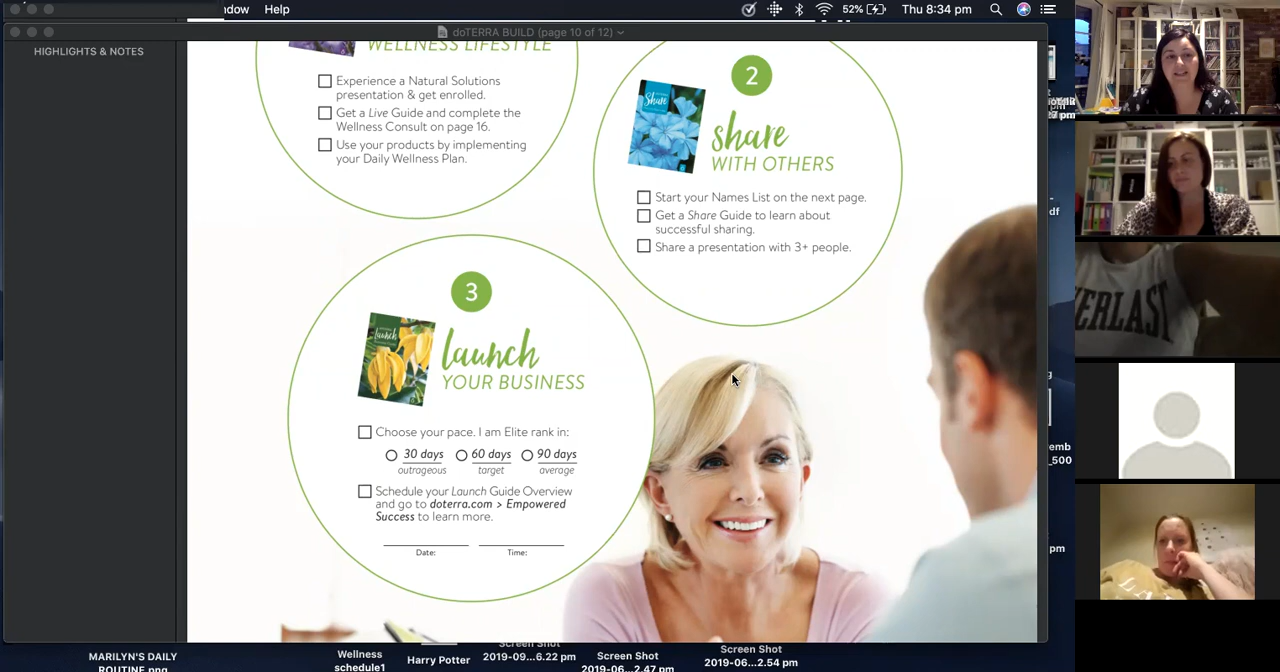 ndow Help
52%
Thu 8:34 pm
doTERRA BUILD (page 10 of 12)
HIGHLIGHTS & NOTES
WELLNESS LIFESTYLE
Experience a Natural Solutions
presentation & get enrolled.
Get a Live Guide and complete the
Wellness Consult on page 16.
Use your products by implementing
your Daily Wellness Plan.
2
Share
share
WITH OTHERS
Start your Names List on the next page.
Get a Share Guide to learn about
successful sharing.
Share a presentation with 3+ people.
3
launch
launch
YOUR BUSINESS
Choose your pace. I am Elite rank in:
30 days 60 days 90 days
outrageous target average
Schedule your Launch Guide Overview
and go to doterra.com > Empowered
Success to learn more.
Date: Time:
MARILYN'S DAILY
ROUTINE.png
Wellness
schedule1
Harry Potter
Screen Shot
2019-09...6.22 pm
Screen Shot
2019-06...2.47 pm
Screen Shot
2019-06...2.54 pm
df
emb
_500
pm
VERLAST